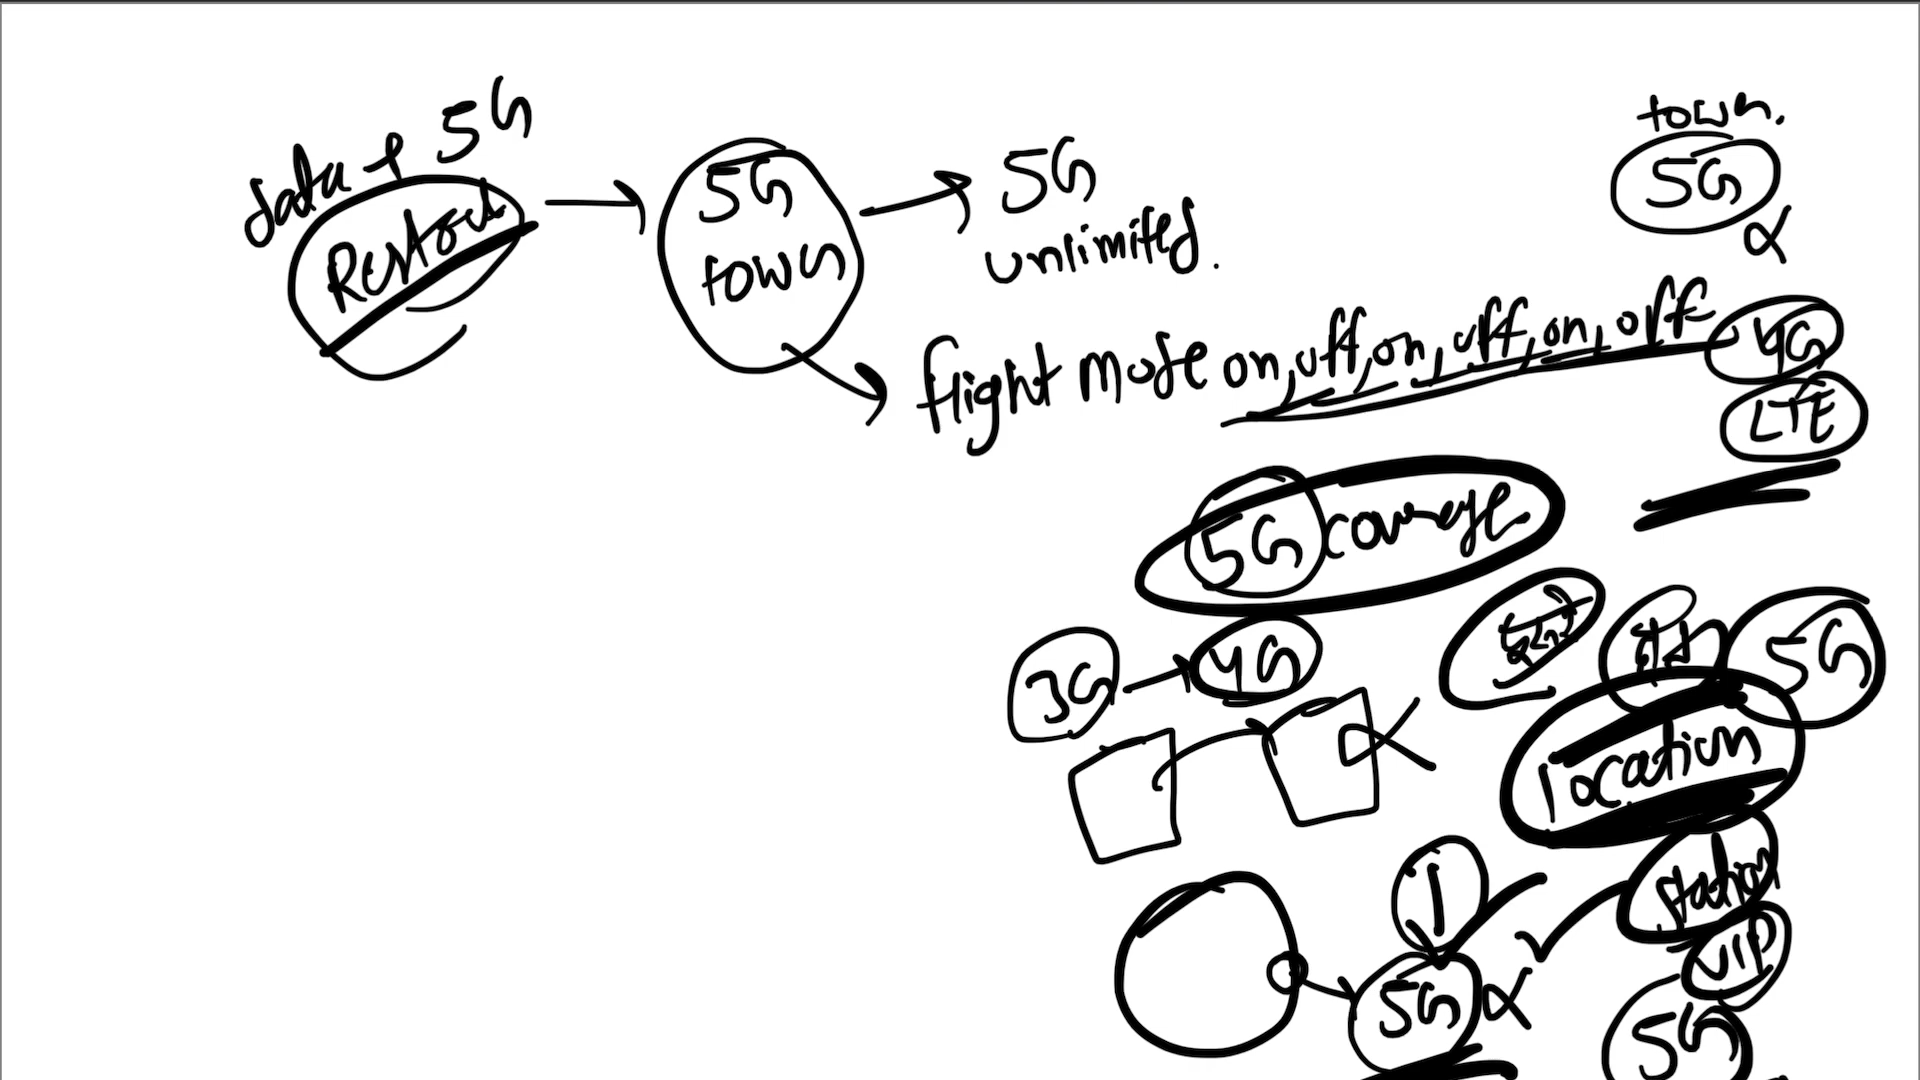 data + 5G
5G
town
5G
unlimited.
town.
5G
flight mode on, off, on, off, on, off
4G
LTE
5G coverage
3G
4G
5G
location
1
station
VIP
5G
5G